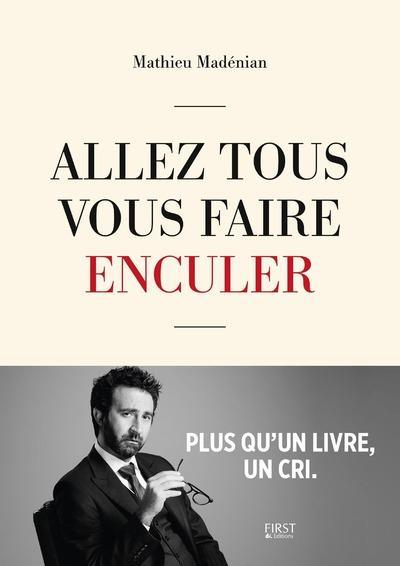 Mathieu Madénian
ALLEZ TOUS
VOUS FAIRE
ENCULER
PLUS QU'UN LIVRE,
UN CRI.
FIRST
Editions